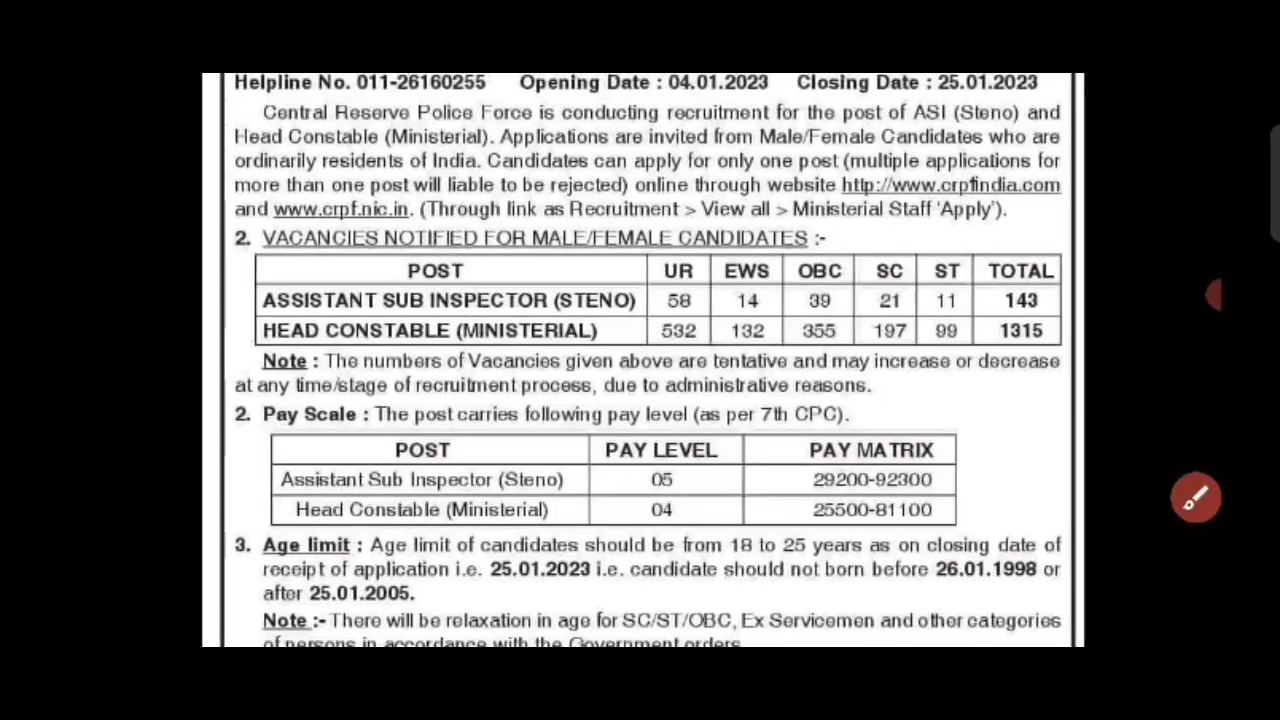 Helpline No. 011-26160255 Opening Date : 04.01.2023 Closing Date : 25.01.2023
Central Reserve Police Force is conducting recruitment for the post of ASI (Steno) and
Head Constable (Ministerial). Applications are invited from Male/Female Candidates who are
ordinarily residents of India. Candidates can apply for only one post (multiple applications for
more than one post will liable to be rejected) online through website http://www.crpfindia.com
and www.crpf.nic.in. (Through link as Recruitment > View all > Ministerial Staff 'Apply').
2. VACANCIES NOTIFIED FOR MALE/FEMALE CANDIDATES :-
POST UR EWS OBC SC ST TOTAL
ASSISTANT SUB INSPECTOR (STENO) 58 14 39 21 11 143
HEAD CONSTABLE (MINISTERIAL) 532 132 355 197 99 1315
Note : The numbers of Vacancies given above are tentative and may increase or decrease
at any time/stage of recruitment process, due to administrative reasons.
2. Pay Scale : The post carries following pay level (as per 7th CPC).
POST PAY LEVEL PAY MATRIX
Assistant Sub Inspector (Steno) 05 29200-92300
Head Constable (Ministerial) 04 25500-81100
3. Age limit : Age limit of candidates should be from 18 to 25 years as on closing date of
receipt of application i.e. 25.01.2023 i.e. candidate should not born before 26.01.1998 or
after 25.01.2005.
Note :- There will be relaxation in age for SC/ST/OBC, Ex Servicemen and other categories
of persons in accordance with the Government orders